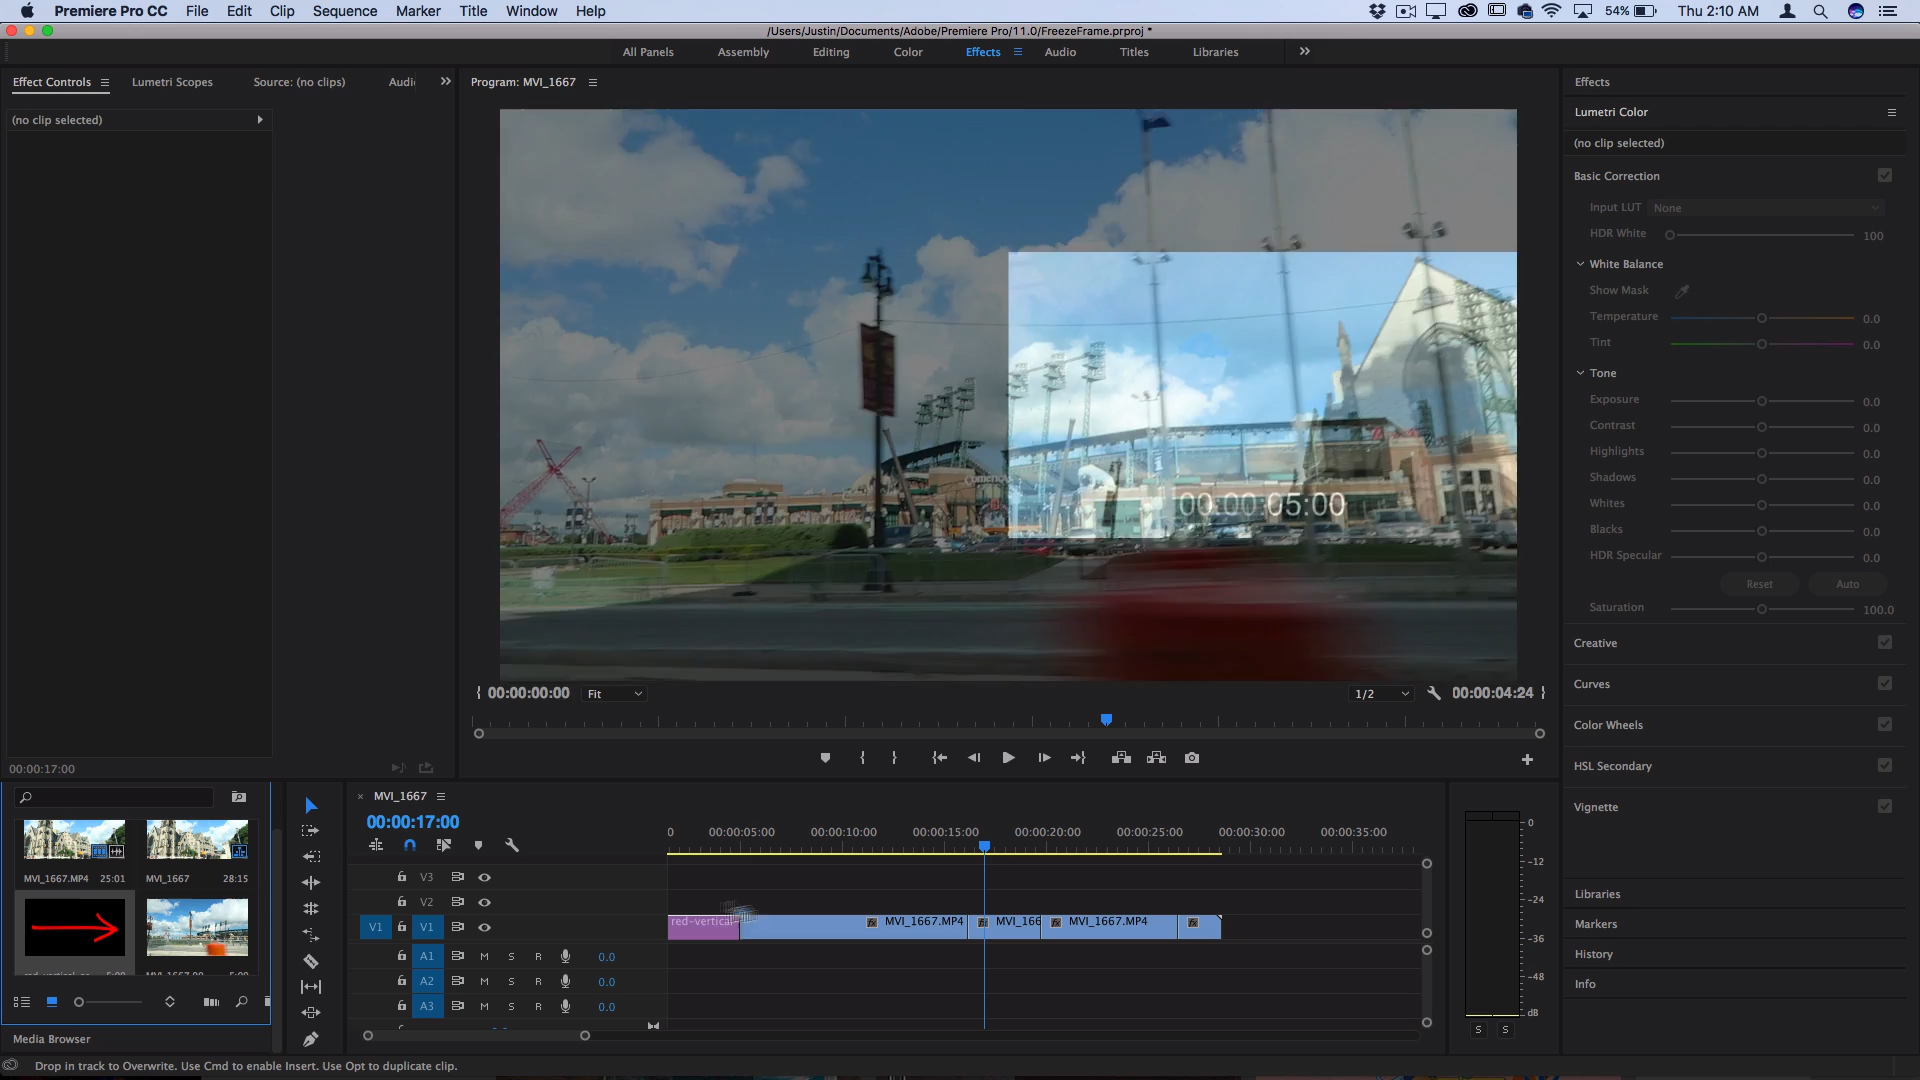 Premiere Pro CC File Edit Clip Sequence Marker Title Window Help 54% Thu 2:10 AM
/Users/Justin/Documents/Adobe/Premiere Pro/11.0/FreezeFrame.prproj *
All Panels Assembly Editing Color Effects Audio Titles Libraries
Effect Controls Lumetri Scopes Source: (no clips) Audi
(no clip selected)
00:00:17:00
Program: MVI_1667
00:00:05:00
00:00:00:00 Fit 1/2 00:00:04:24
Effects
Lumetri Color
(no clip selected)
Basic Correction
Input LUT None
HDR White 100
White Balance
Show Mask
Temperature 0.0
Tint 0.0
Tone
Exposure 0.0
Contrast 0.0
Highlights 0.0
Shadows 0.0
Whites 0.0
Blacks 0.0
HDR Specular 0.0
Reset Auto
Saturation 100.0
Creative
Curves
Color Wheels
HSL Secondary
Vignette
Libraries
Markers
History
Info
MVI_1667.MP4 25:01 MVI_1667 28:15
Media Browser
MVI_1667
00:00:17:00
0 00:00:05:00 00:00:10:00 00:00:15:00 00:00:20:00 00:00:25:00 00:00:30:00 00:00:35:00
V3
V2
V1 V1 red-vertical MVI_1667.MP4 MVI_166 MVI_1667.MP4
A1 M S R 0.0
A2 M S R 0.0
A3 M S R 0.0
0
-12
-24
-36
-48
dB
S S
Drop in track to Overwrite. Use Cmd to enable Insert. Use Opt to duplicate clip.